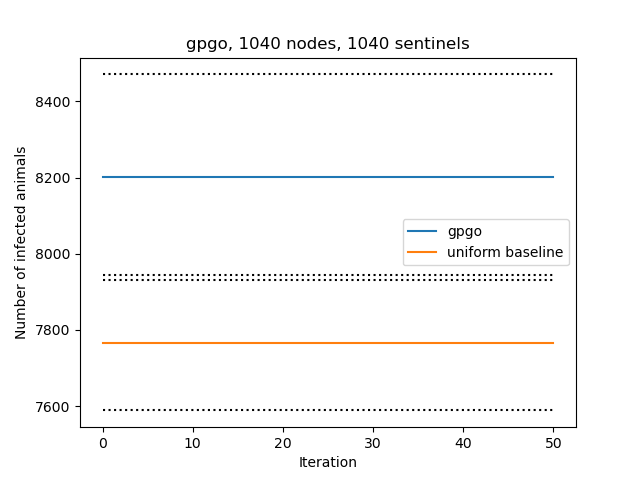 gpgo, 1040 nodes, 1040 sentinels
Number of infected animals
8400
8200
8000
7800
7600
gpgo
uniform baseline
0 10 20 30 40 50
Iteration